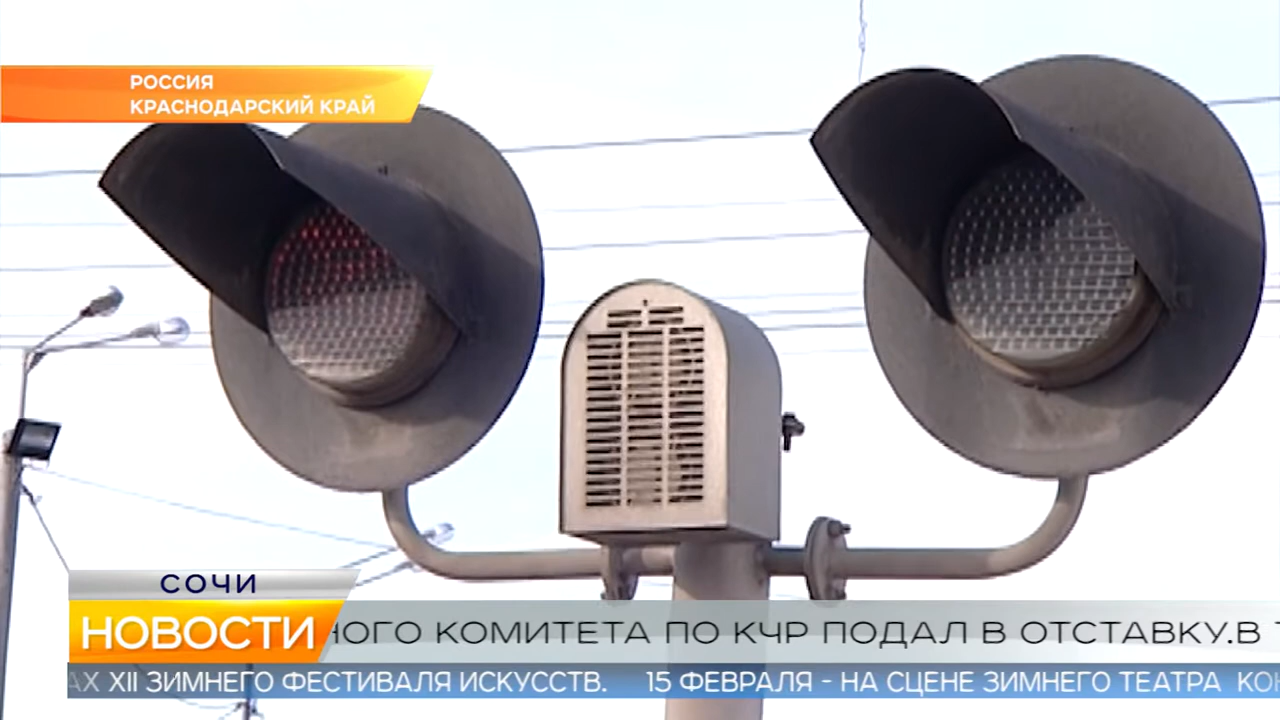 РОССИЯ
КРАСНОДАРСКИЙ КРАЙ
СОЧИ
НОВОСТИ
КОМИТЕТА ПО КЧР ПОДАЛ В ОТСТАВКУ.В
XII ЗИМНЕГО ФЕСТИВАЛЯ ИСКУССТВ. 15 ФЕВРАЛЯ - НА СЦЕНЕ ЗИМНЕГО ТЕАТРА